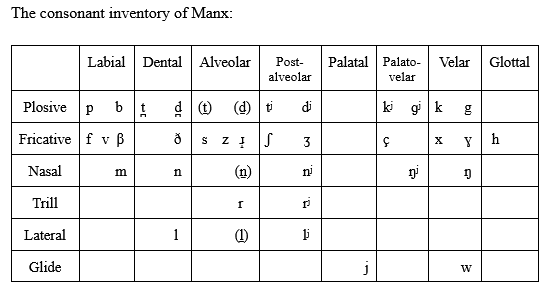 The consonant inventory of Manx:
Labial Dental Alveolar Post-alveolar Palatal Palato-velar Velar Glottal
Plosive p b t̪ d̪ (t) (d) tʲ dʲ kʲ gʲ k g
Fricative f v β ð s z ɹ̝ ʃ ʒ ç x ɣ h
Nasal m n (n) nʲ ŋʲ ŋ
Trill r rʲ
Lateral l (l) lʲ
Glide j w